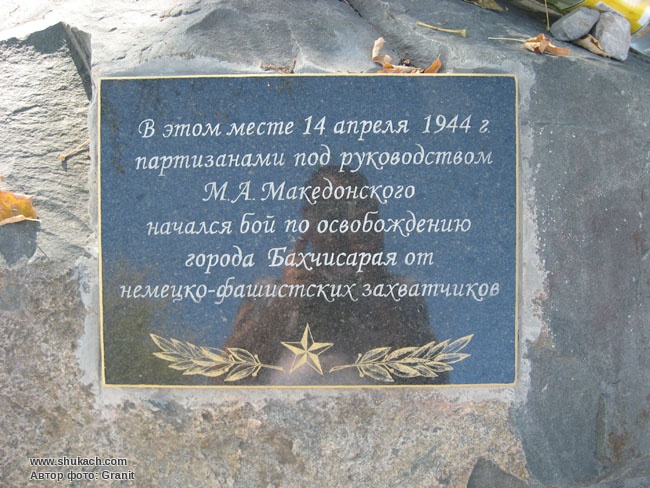 В этом месте 14 апреля 1944 г.
партизанами под руководством
М.А. Македонского
начался бой по освобождению
города Бахчисарая от
немецко-фашистских захватчиков
www.shukach.com
Автор фото: Granit